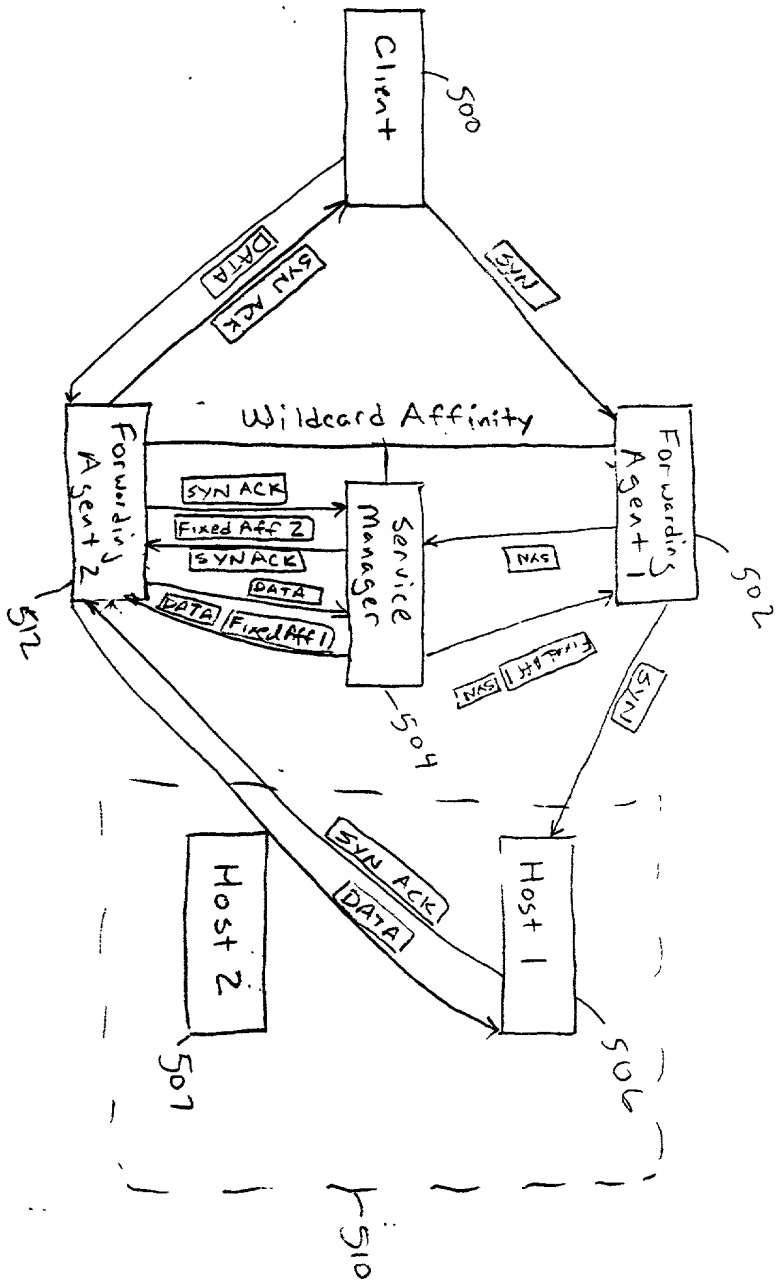 Client
500
SYN
DATA
SYN ACK
Wildcard Affinity
Forwarding
Agent 1
502
Forwarding
Agent 2
512
SYN ACK
Fixed Aff 2
SYN ACK
DATA
DATA
Fixed Aff 1
Service
Manager
504
SYN
Fixed Aff 1
SYN
SYN
SYN ACK
DATA
Host 1
506
Host 2
507
510